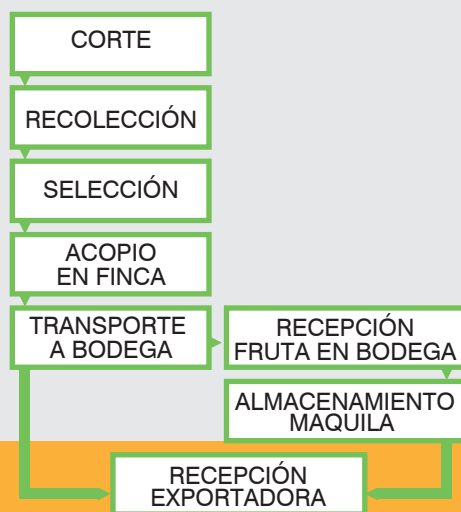 CORTE
RECOLECCIÓN
SELECCIÓN
ACOPIO
EN FINCA
TRANSPORTE
A BODEGA
RECEPCIÓN
FRUTA EN BODEGA
ALMACENAMIENTO
MAQUILA
RECEPCIÓN
EXPORTADORA